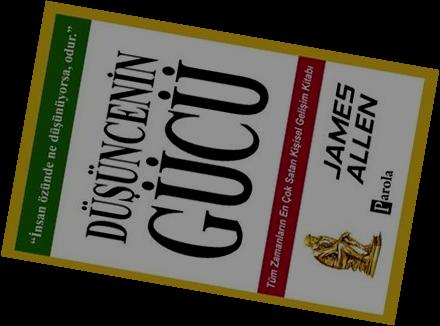 “İnsan özünde ne düşünüyorsa, odur.”
DÜŞÜNCENİN
GÜCÜ
Tüm Zamanların En Çok Satan Kişisel Gelişim Kitabı
JAMES
ALLEN
Parola